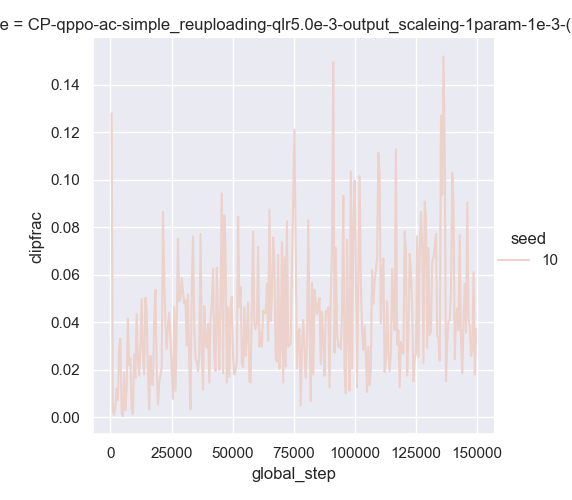 e = CP-qppo-ac-simple_reuploading-qlr5.0e-3-output_scaleing-1param-1e-3-(
0.14
0.12
0.10
0.08
0.06
0.04
0.02
0.00
clipfrac
0 25000 50000 75000 100000 125000 150000
global_step
seed
10